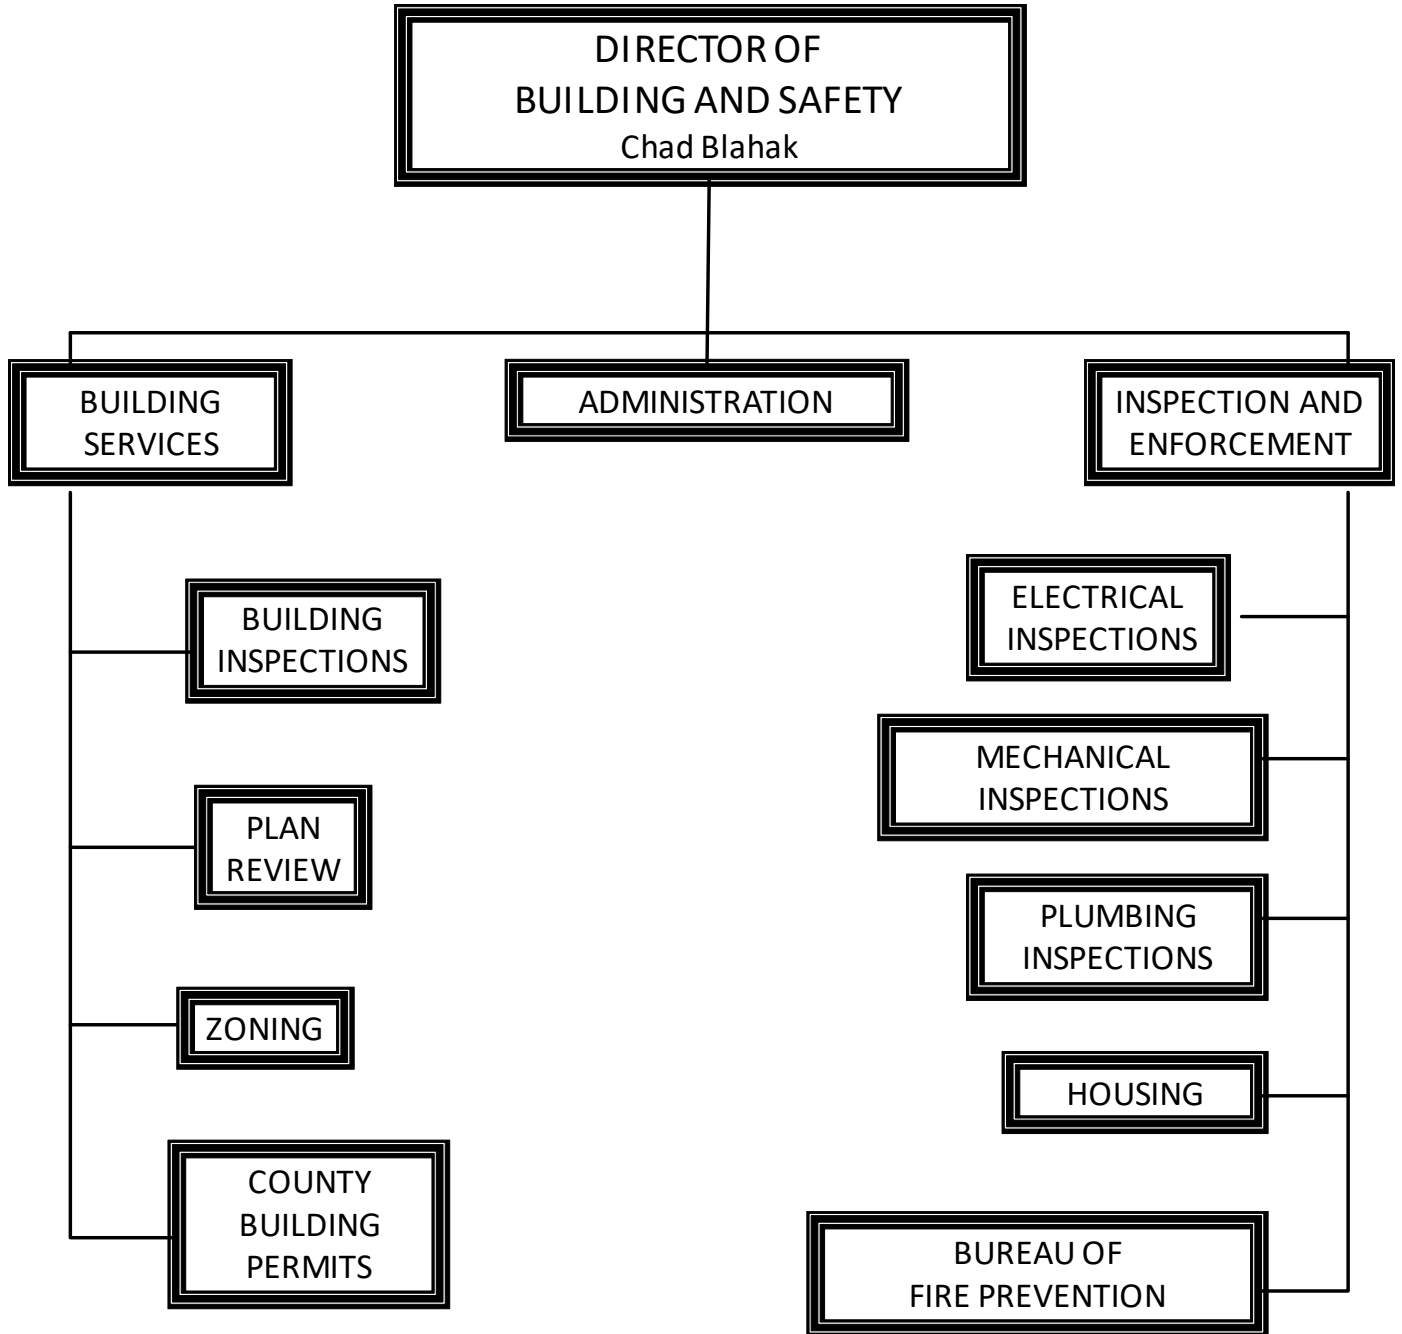 DIRECTOR OF
BUILDING AND SAFETY
Chad Blahak
BUILDING
SERVICES
ADMINISTRATION
INSPECTION AND
ENFORCEMENT
BUILDING
INSPECTIONS
PLAN
REVIEW
ZONING
COUNTY
BUILDING
PERMITS
ELECTRICAL
INSPECTIONS
MECHANICAL
INSPECTIONS
PLUMBING
INSPECTIONS
HOUSING
BUREAU OF
FIRE PREVENTION